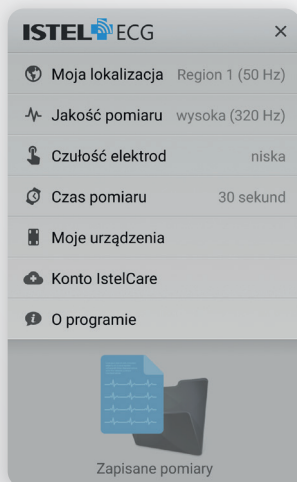 ISTEL ECG ×
Moja lokalizacja Region 1 (50 Hz)
Jakość pomiaru wysoka (320 Hz)
Czułość elektrod niska
Czas pomiaru 30 sekund
Moje urządzenia
Konto IstelCare
O programie
Zapisane pomiary